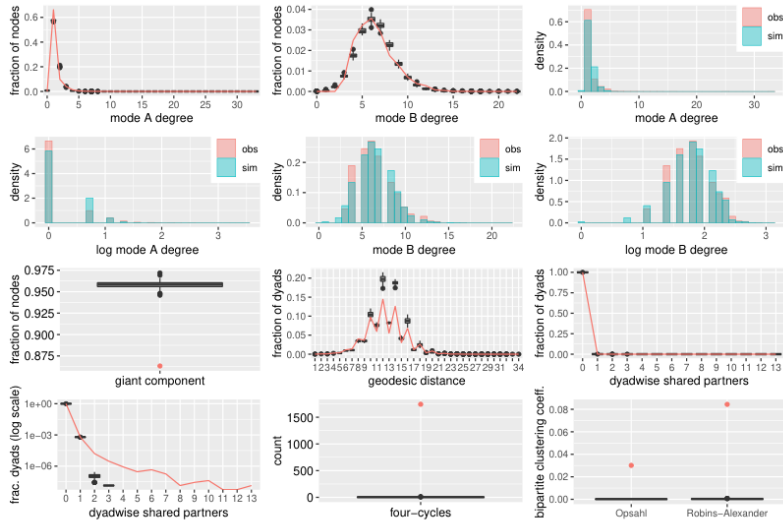 fraction of nodes
0.6
0.4
0.2
0.0
0 10 20 30
mode A degree
fraction of nodes
0.04
0.03
0.02
0.01
0.00
0 5 10 15 20
mode B degree
density
0.6
0.4
0.2
0.0
0 10 20 30
mode A degree
obs
sim
density
6
4
2
0
0 1 2 3
log mode A degree
obs
sim
density
0.2
0.1
0.0
0 10 20
mode B degree
obs
sim
density
2.0
1.5
1.0
0.5
0.0
0 1 2 3
log mode B degree
obs
sim
fraction of nodes
0.975
0.950
0.925
0.900
0.875
giant component
fraction of dyads
0.20
0.15
0.10
0.05
0.00
geodesic distance
fraction of dyads
1.00
0.75
0.50
0.25
0.00
0 1 2 3 4 5 6 7 8 9 10 11 12 13
dyadwise shared partners
frac. dyads (log scale)
1e+00
1e−03
1e−06
0 1 2 3 4 5 6 7 8 9 10 11 12 13
dyadwise shared partners
count
1500
1000
500
0
four−cycles
bipartite clustering coeff.
0.08
0.06
0.04
0.02
0.00
Opsahl Robins−Alexander